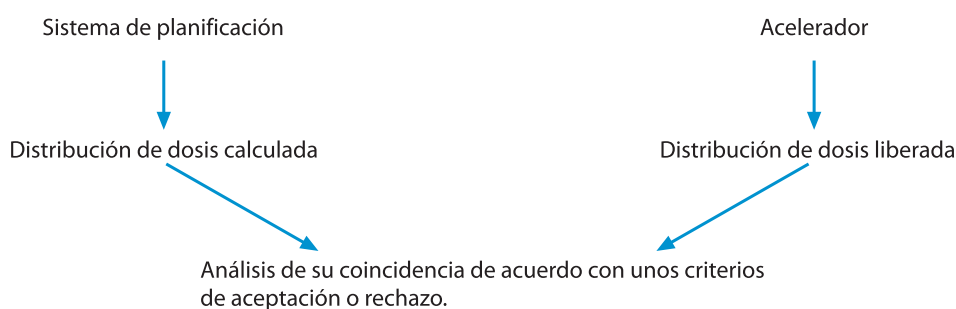 Sistema de planificación
Acelerador
Distribución de dosis calculada
Distribución de dosis liberada
Análisis de su coincidencia de acuerdo con unos criterios
de aceptación o rechazo.